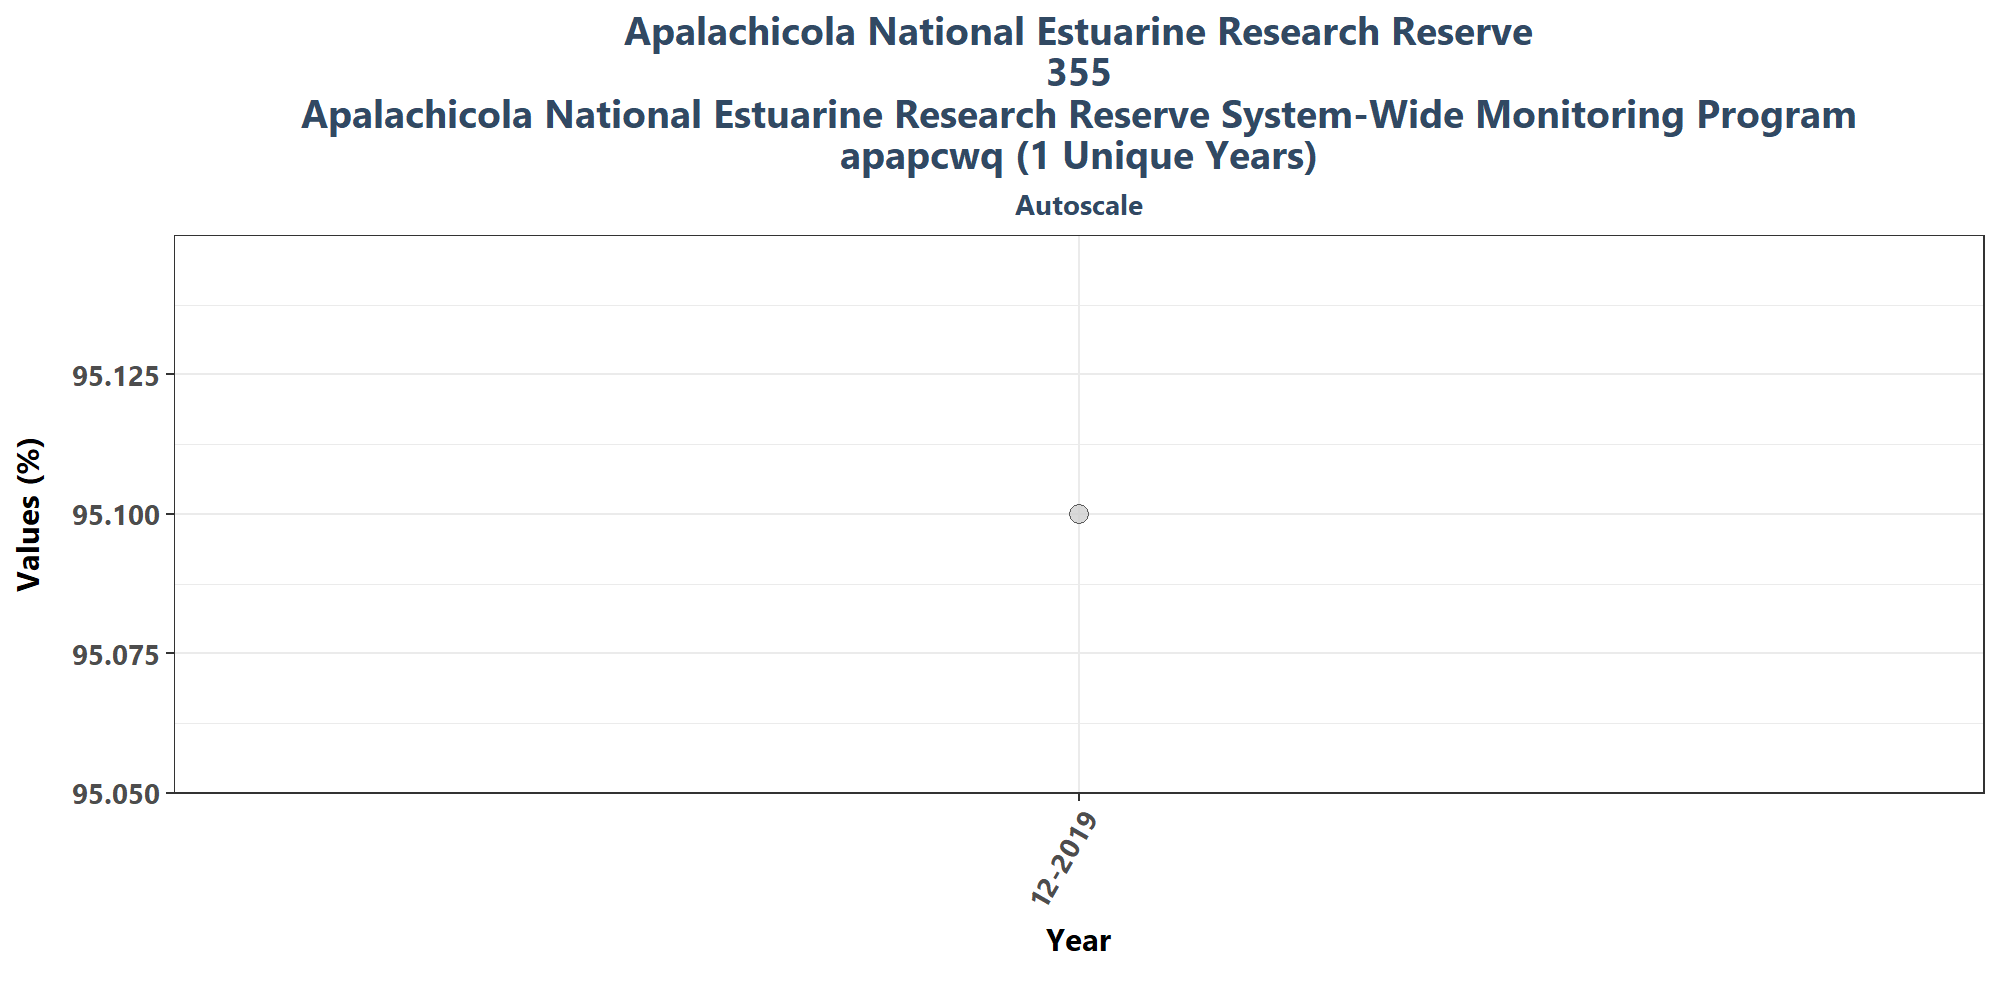 Apalachicola National Estuarine Research Reserve
355
Apalachicola National Estuarine Research Reserve System-Wide Monitoring Program
apapcwq (1 Unique Years)
Autoscale
Values (%)
95.125
95.100
95.075
95.050
12-2019
Year